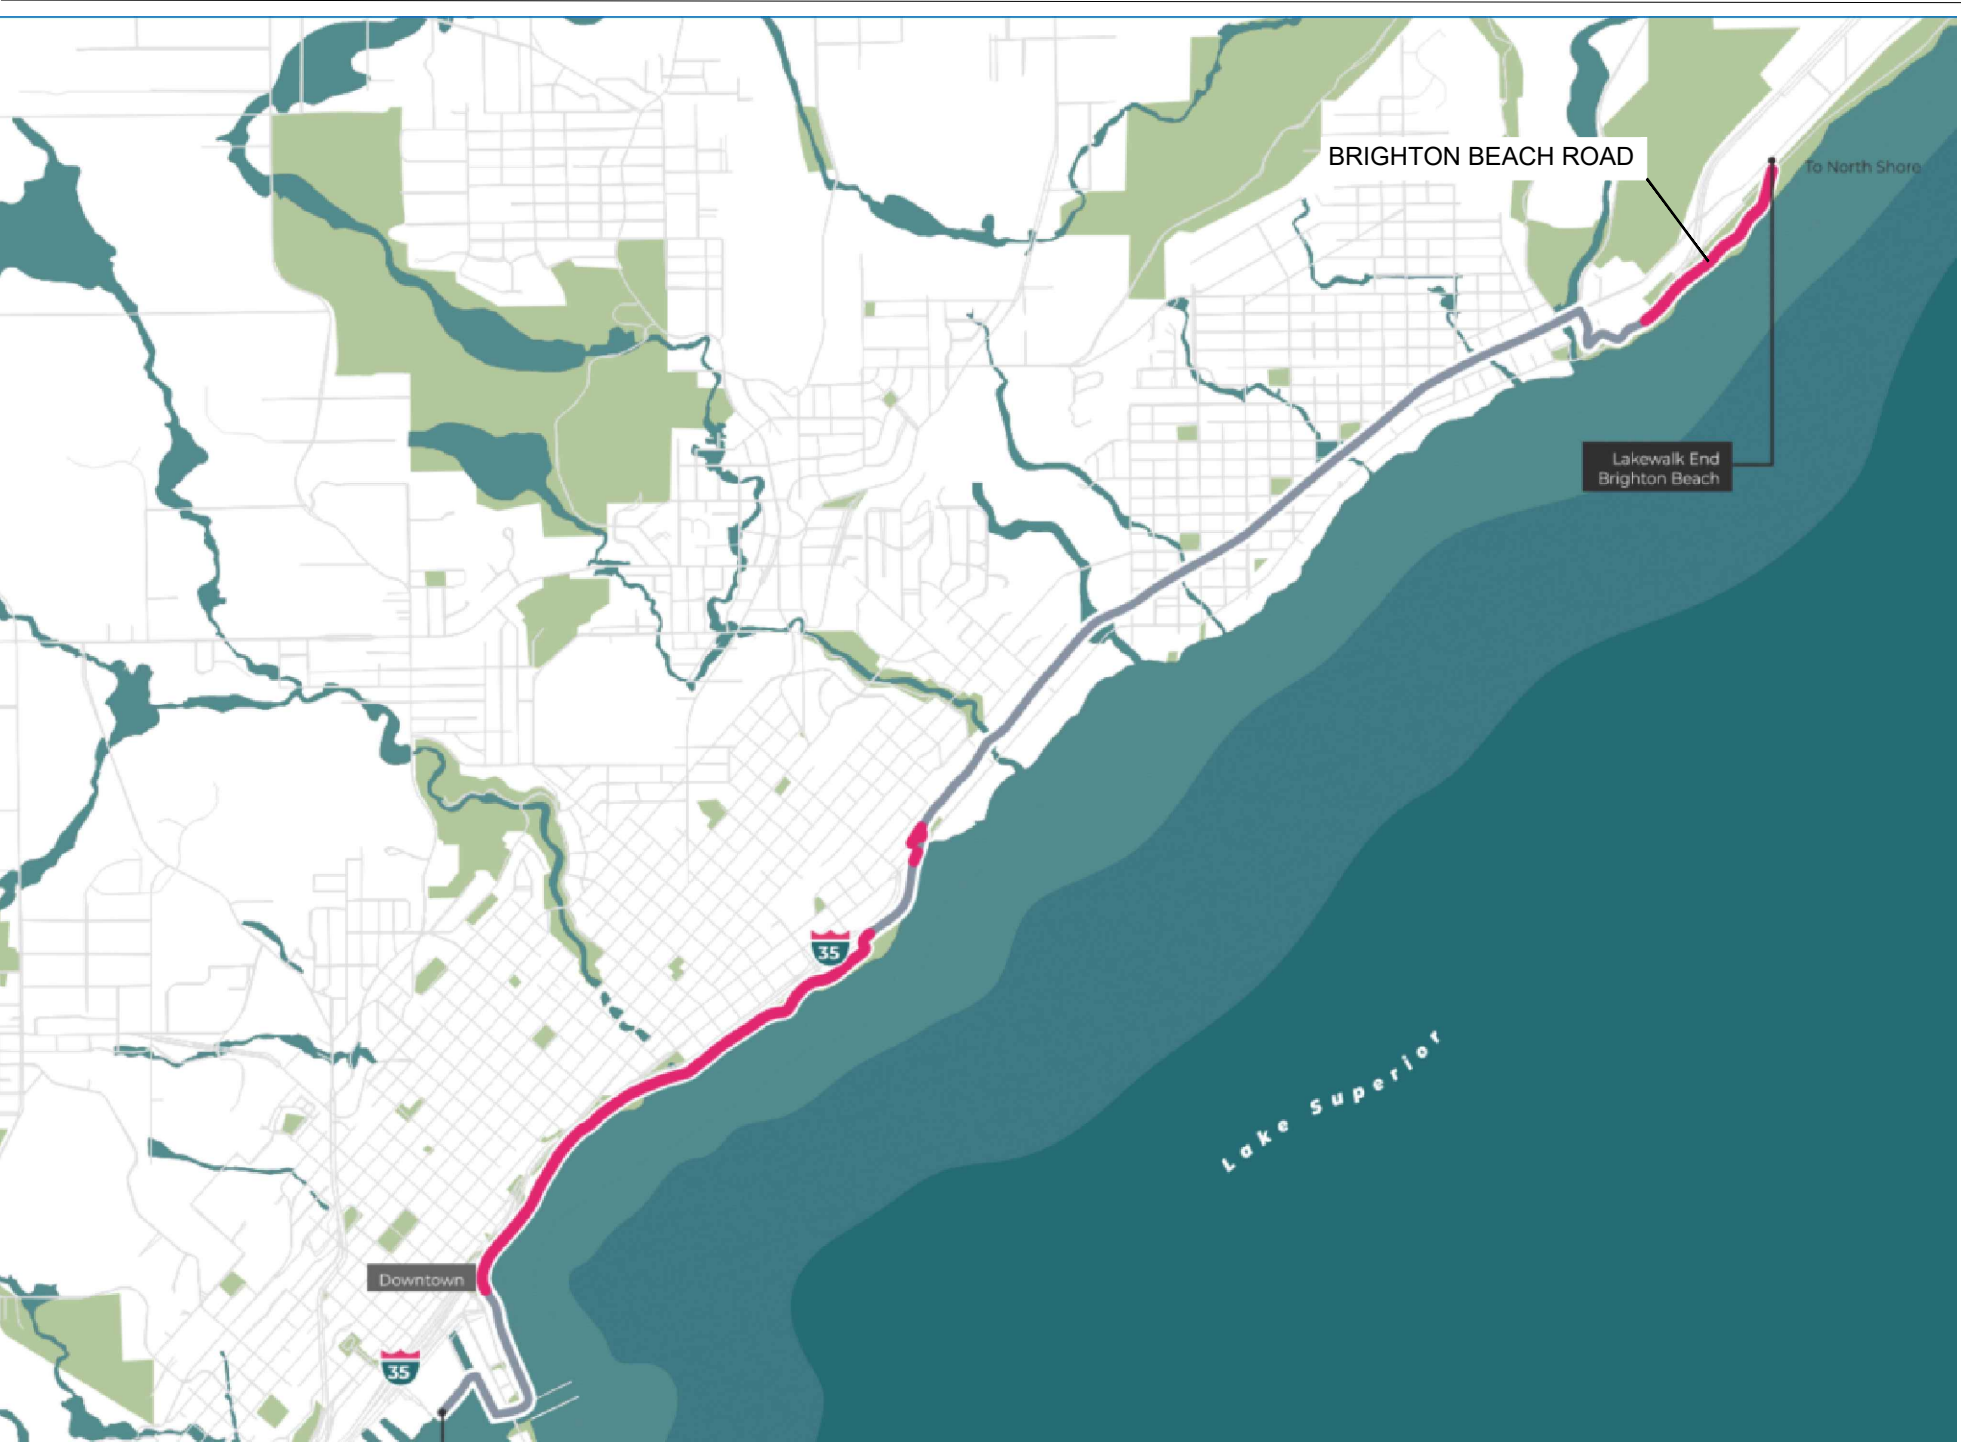 BRIGHTON BEACH ROAD
To North Shore
Lakewalk End
Brighton Beach
35
Lake Superior
Downtown
35